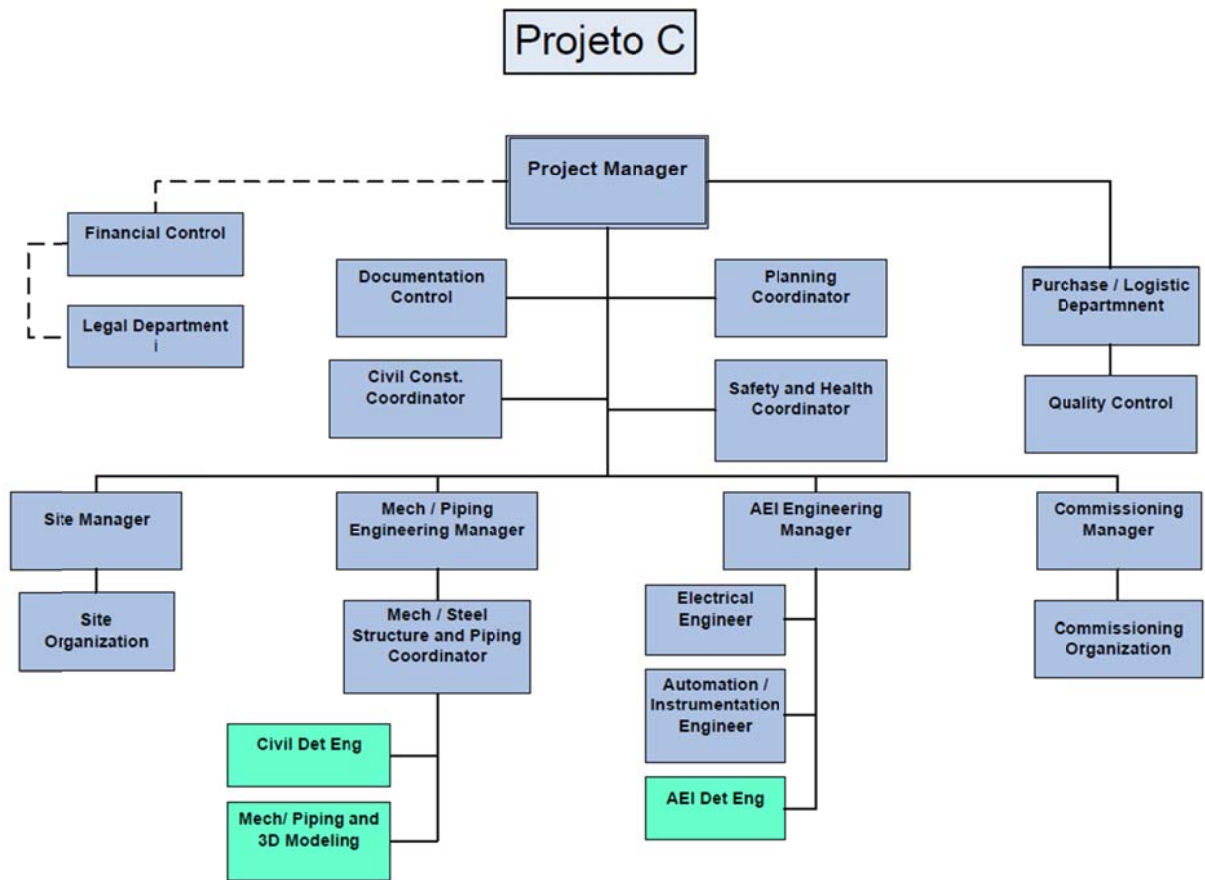 Projeto C
Project Manager
Financial Control
Legal Department
i
Documentation
Control
Planning
Coordinator
Purchase / Logistic
Departmnent
Civil Const.
Coordinator
Safety and Health
Coordinator
Quality Control
Site Manager
Mech / Piping
Engineering Manager
AEI Engineering
Manager
Commissioning
Manager
Site
Organization
Mech / Steel
Structure and Piping
Coordinator
Electrical
Engineer
Commissioning
Organization
Automation /
Instrumentation
Engineer
Civil Det Eng
AEI Det Eng
Mech/ Piping and
3D Modeling